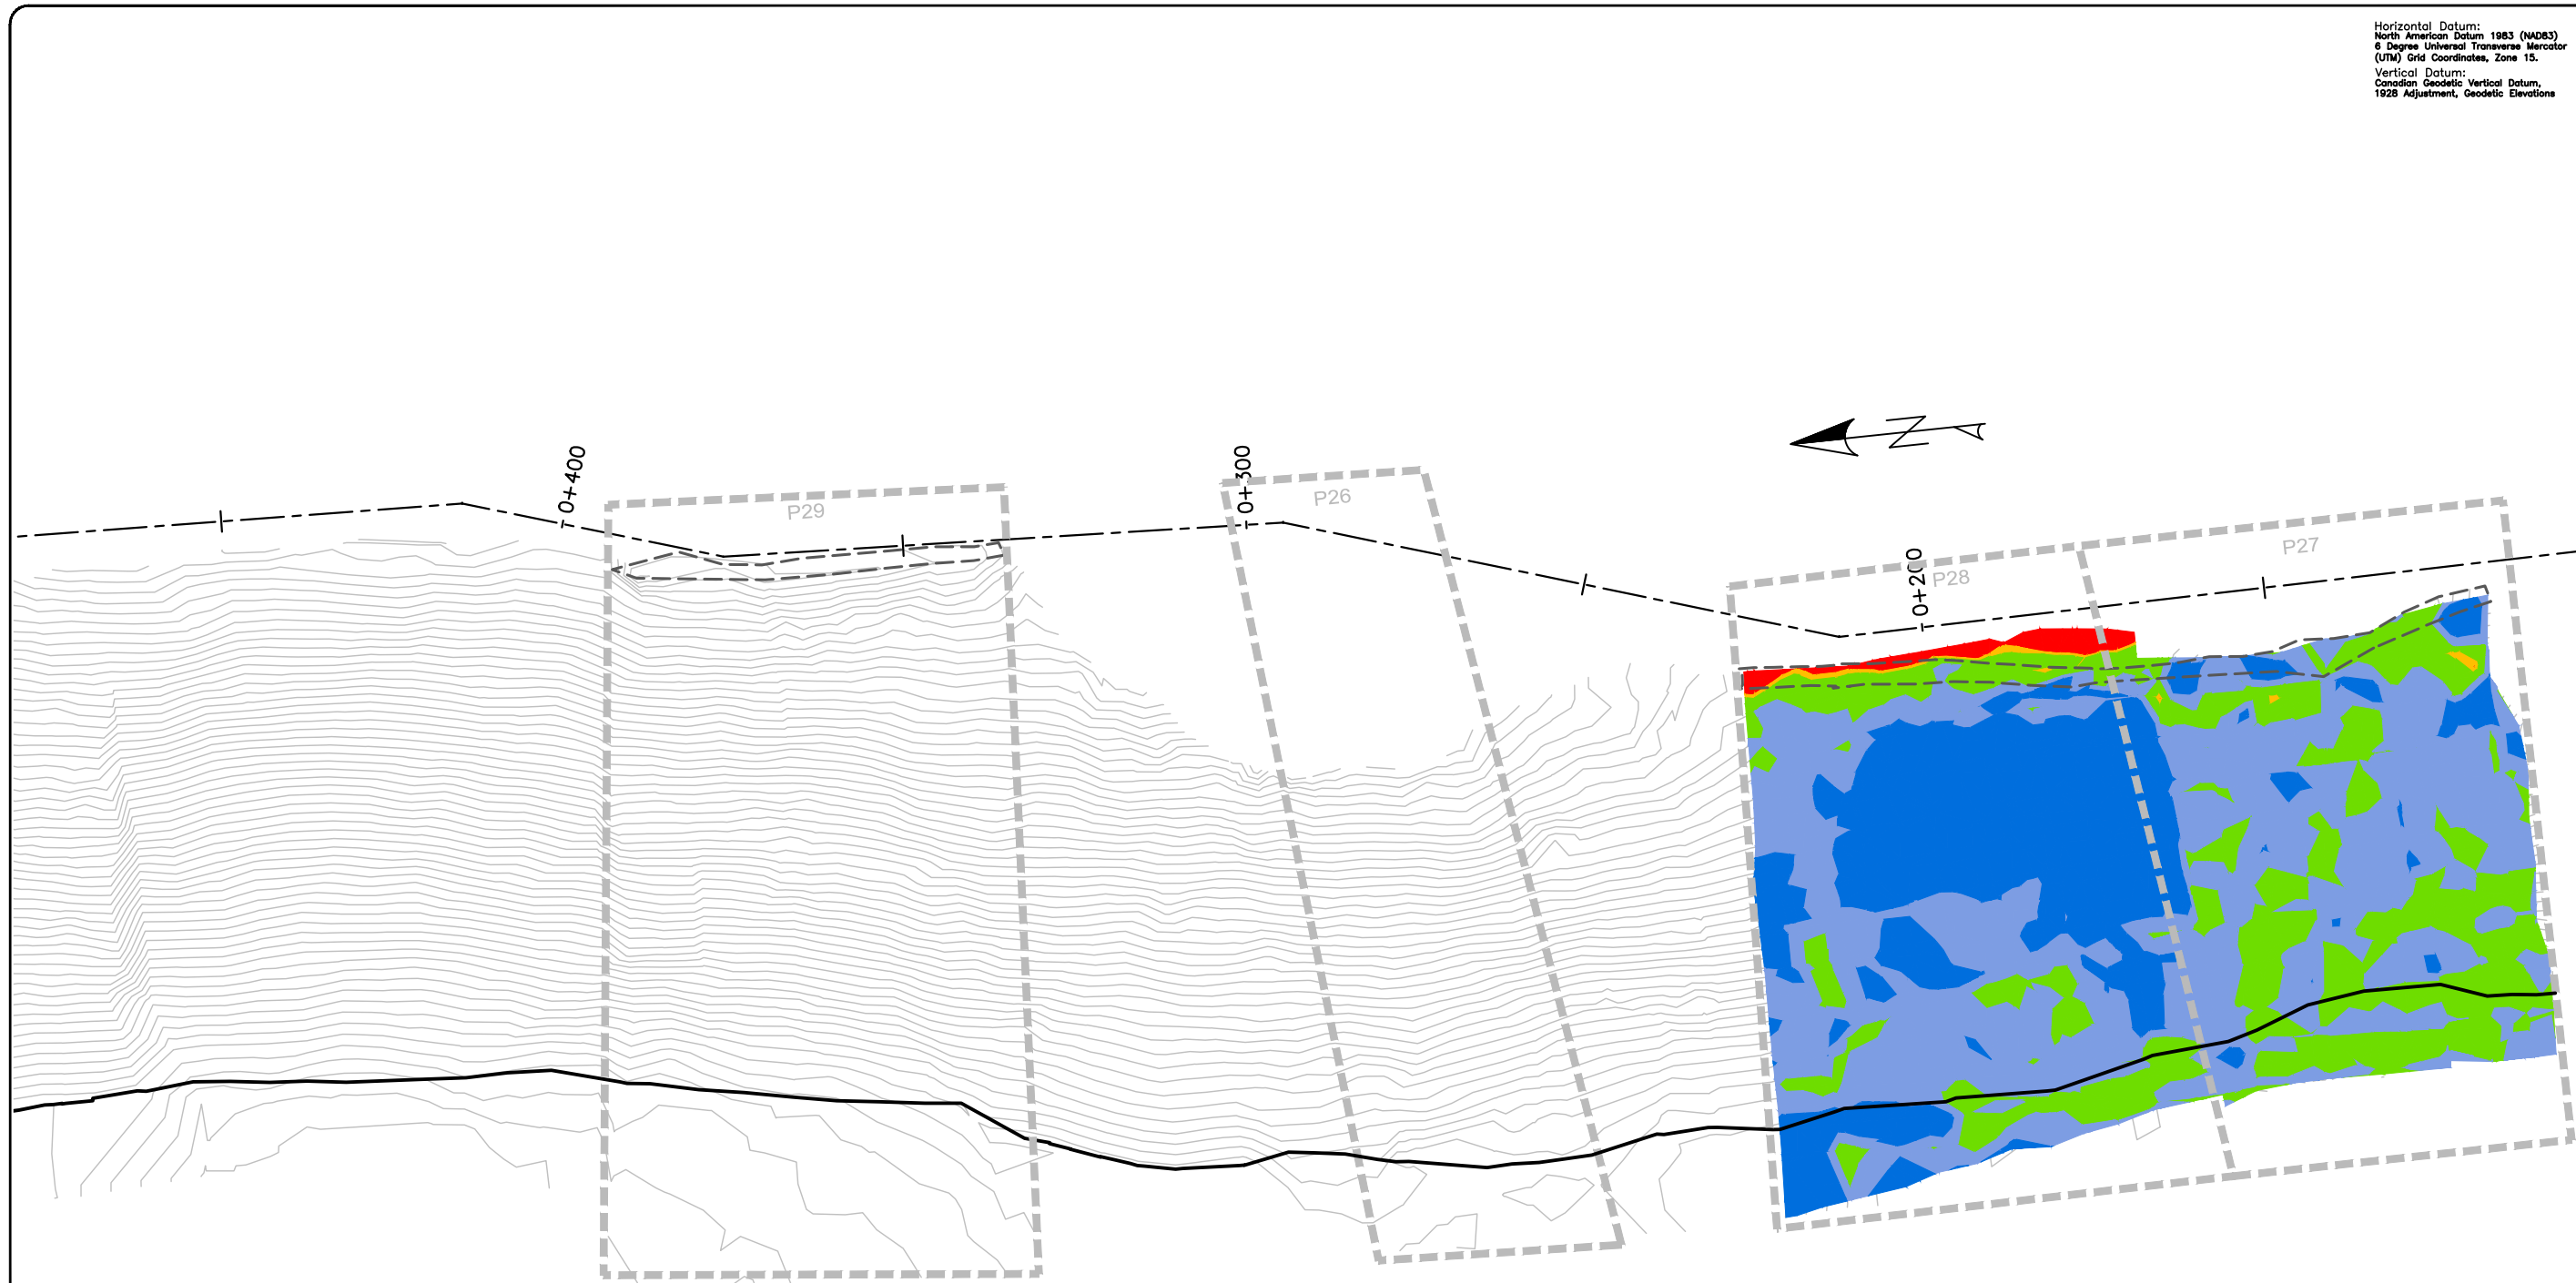 Horizontal Datum:
North American Datum 1983 (NAD83)
6 Degree Universal Transverse Mercator
(UTM) Grid Coordinates, Zone 15.
Vertical Datum:
Canadian Geodetic Vertical Datum,
1928 Adjustment, Geodetic Elevations
N
0+400
P29
0+300
P26
0+200
P28
P27